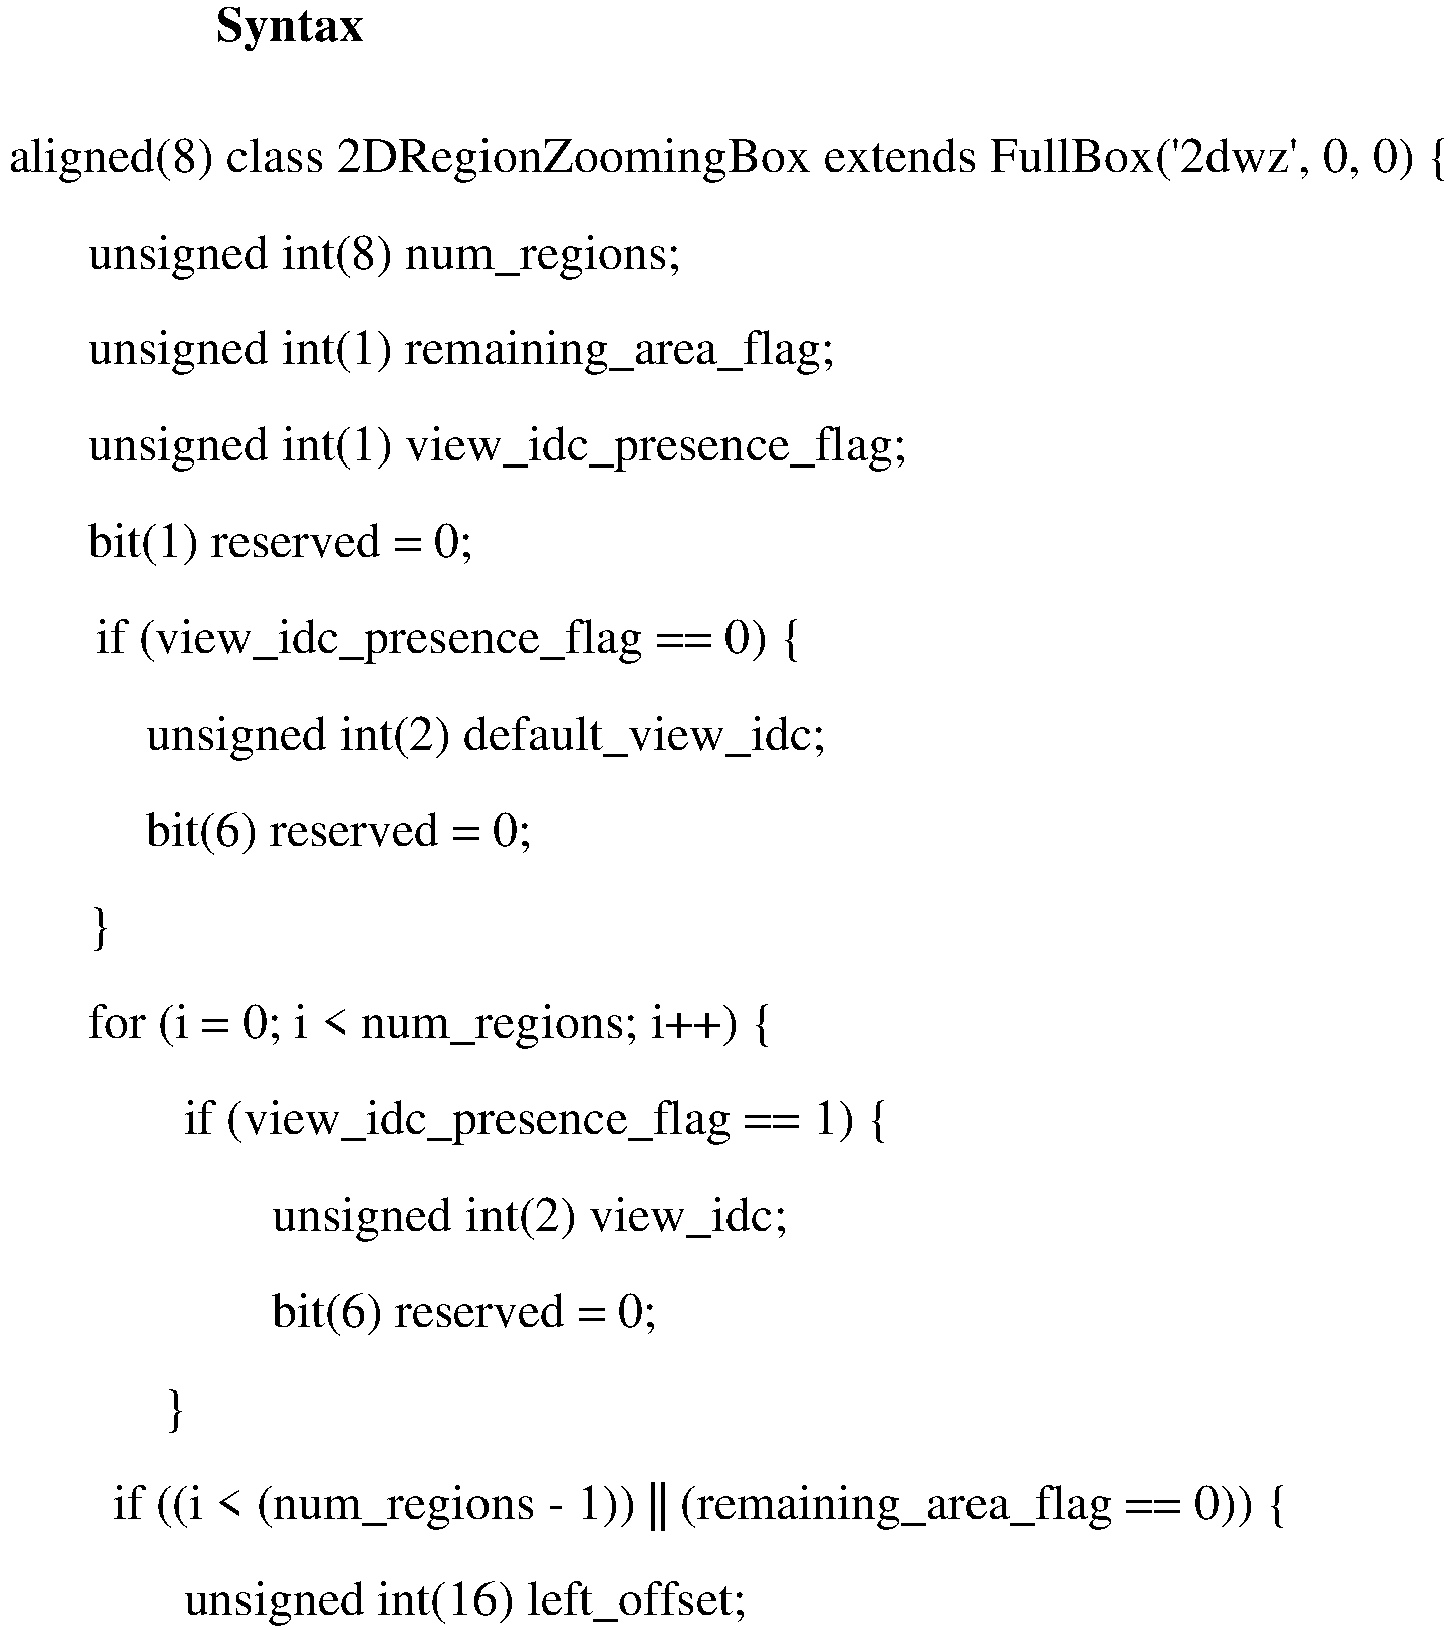 Syntax
aligned(8) class 2DRegionZoomingBox extends FullBox('2dwz', 0, 0) {
unsigned int(8) num_regions;
unsigned int(1) remaining_area_flag;
unsigned int(1) view_idc_presence_flag;
bit(1) reserved = 0;
if (view_idc_presence_flag == 0) {
unsigned int(2) default_view_idc;
bit(6) reserved = 0;
}
for (i = 0; i < num_regions; i++) {
if (view_idc_presence_flag == 1) {
unsigned int(2) view_idc;
bit(6) reserved = 0;
}
if ((i < (num_regions - 1)) || (remaining_area_flag == 0)) {
unsigned int(16) left_offset;